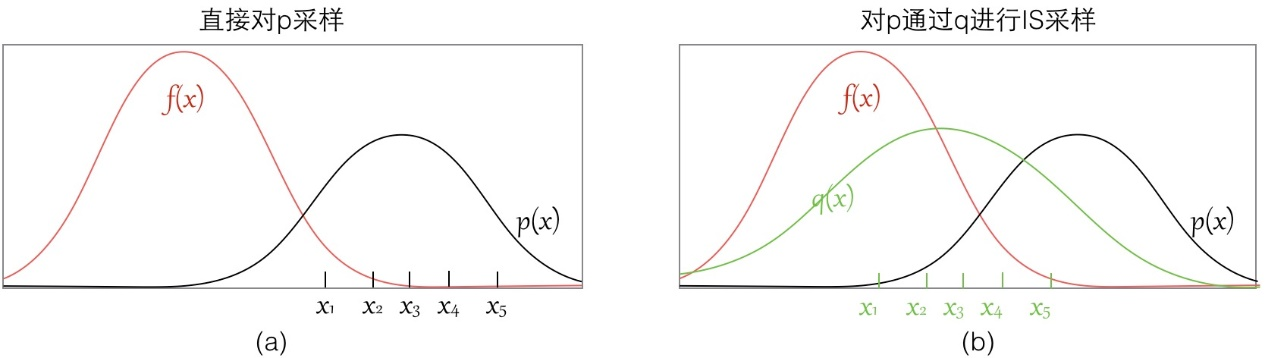 直接对p采样
f(x)
p(x)
x1 x2 x3 x4 x5
(a)
对p通过q进行IS采样
f(x)
q(x)
p(x)
x1 x2 x3 x4 x5
(b)